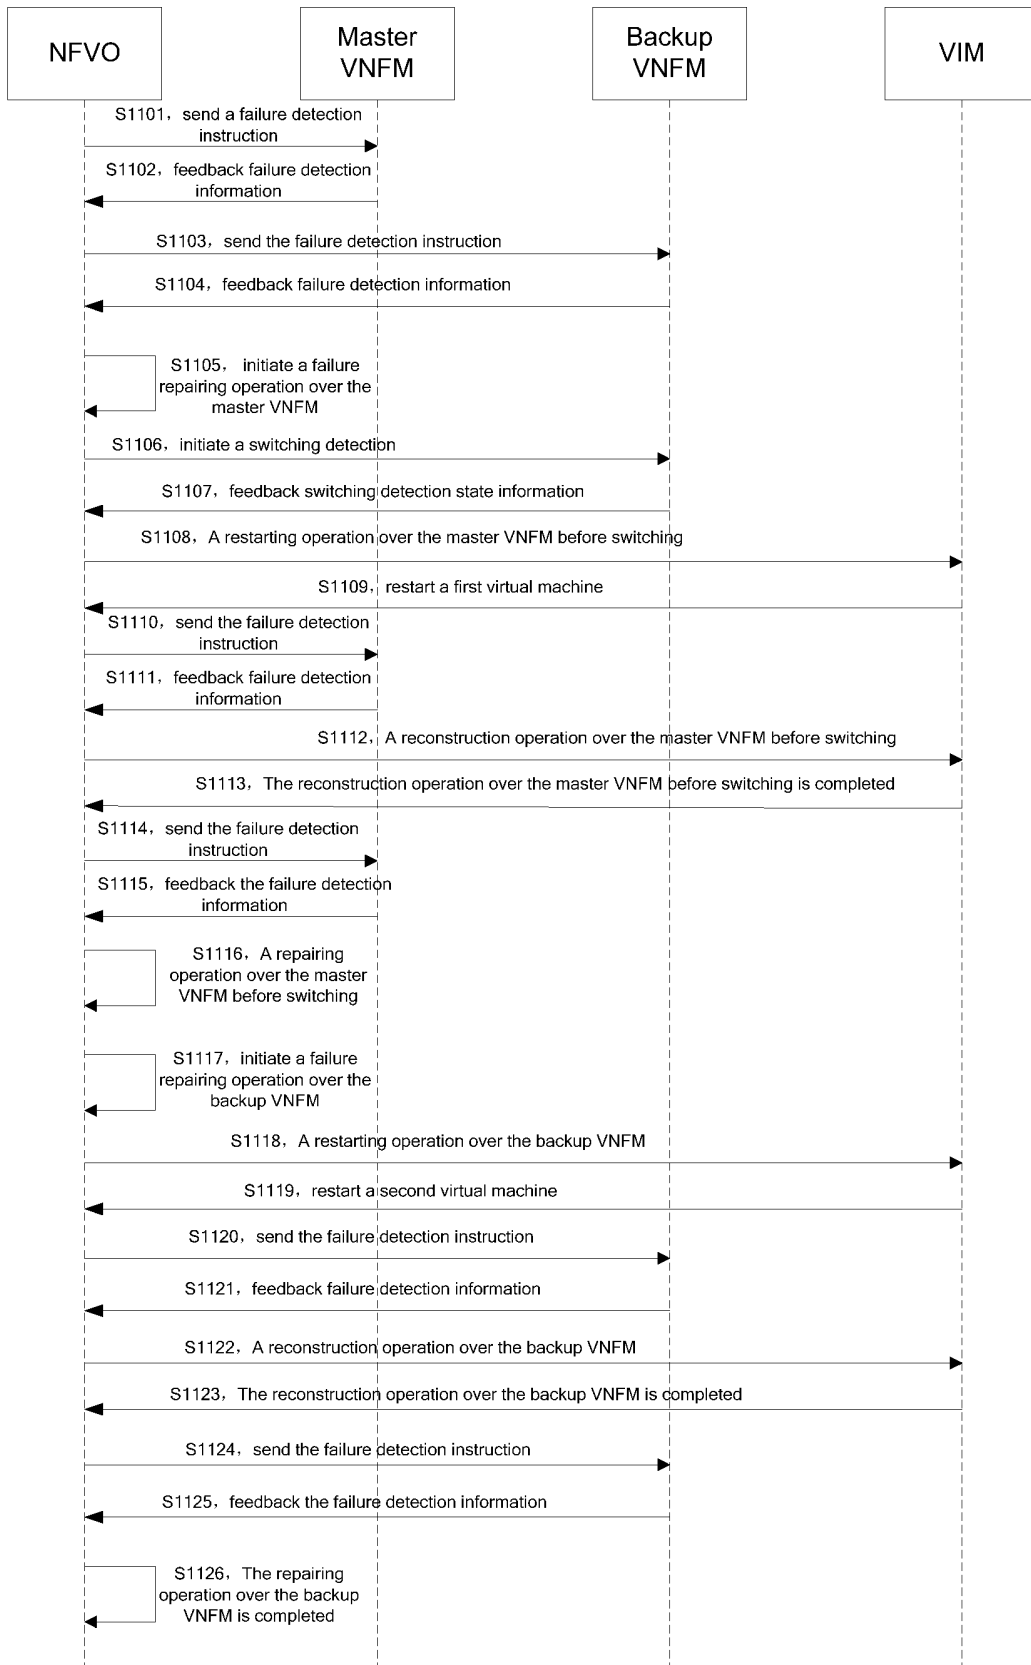 NFVO
Master
VNFM
Backup
VNFM
VIM
S1101，send a failure detection
instruction
S1102，feedback failure detection
information
S1103，send the failure detection instruction
S1104，feedback failure detection information
S1105， initiate a failure
repairing operation over the
master VNFM
S1106，initiate a switching detection
S1107，feedback switching detection state information
S1108，A restarting operation over the master VNFM before switching
S1109，restart a first virtual machine
S1110，send the failure detection
instruction
S1111，feedback failure detection
information
S1112，A reconstruction operation over the master VNFM before switching
S1113，The reconstruction operation over the master VNFM before switching is completed
S1114，send the failure detection
instruction
S1115，feedback the failure detection
information
S1116，A repairing
operation over the master
VNFM before switching
S1117，initiate a failure
repairing operation over the
backup VNFM
S1118，A restarting operation over the backup VNFM
S1119，restart a second virtual machine
S1120，send the failure detection instruction
S1121，feedback failure detection information
S1122，A reconstruction operation over the backup VNFM
S1123，The reconstruction operation over the backup VNFM is completed
S1124，send the failure detection instruction
S1125，feedback the failure detection information
S1126，The repairing
operation over the backup
VNFM is completed